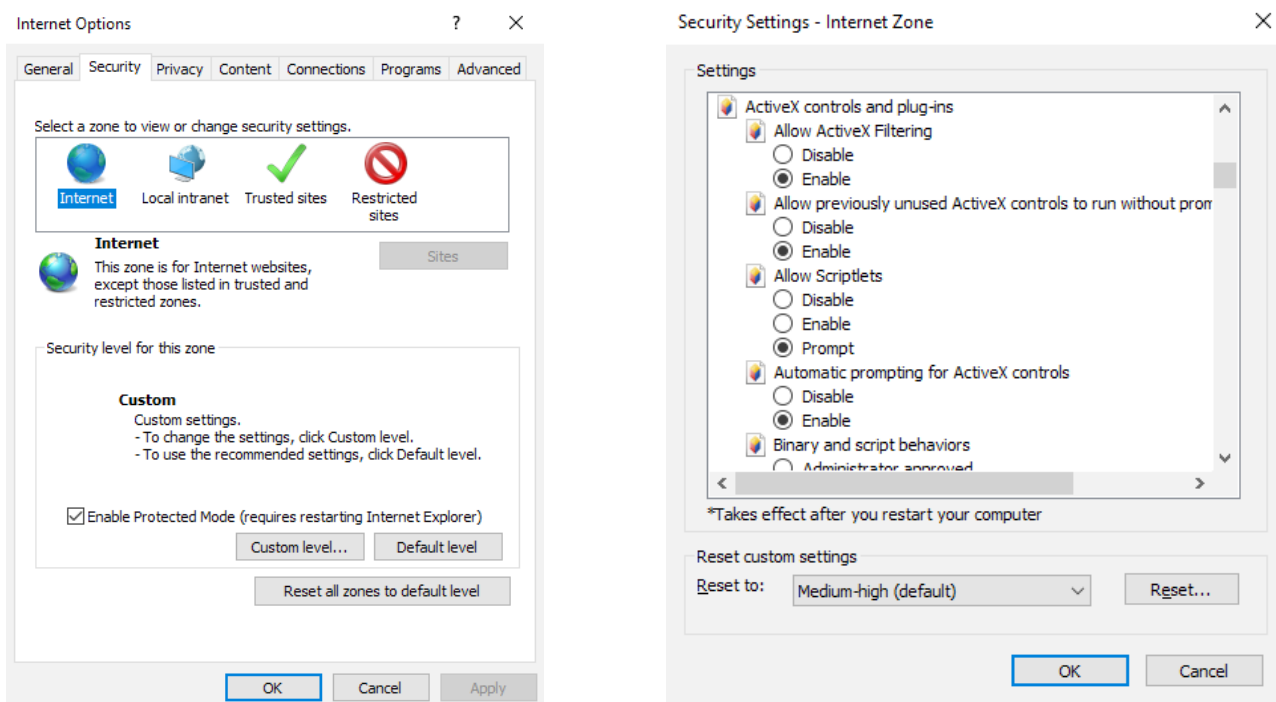 Internet Options
?
General Security Privacy Content Connections Programs Advanced
Select a zone to view or change security settings.
Internet Local intranet Trusted sites Restricted sites
Internet
Sites
This zone is for Internet websites,
except those listed in trusted and
restricted zones.
Security level for this zone
Custom
Custom settings.
- To change the settings, click Custom level.
- To use the recommended settings, click Default level.
Enable Protected Mode (requires restarting Internet Explorer)
Custom level... Default level
Reset all zones to default level
OK Cancel Apply
Security Settings - Internet Zone
Settings
ActiveX controls and plug-ins
Allow ActiveX Filtering
Disable
Enable
Allow previously unused ActiveX controls to run without prom
Disable
Enable
Allow Scriptlets
Disable
Enable
Prompt
Automatic prompting for ActiveX controls
Disable
Enable
Binary and script behaviors
Administrator approved
*Takes effect after you restart your computer
Reset custom settings
Reset to: Medium-high (default) Reset...
OK Cancel